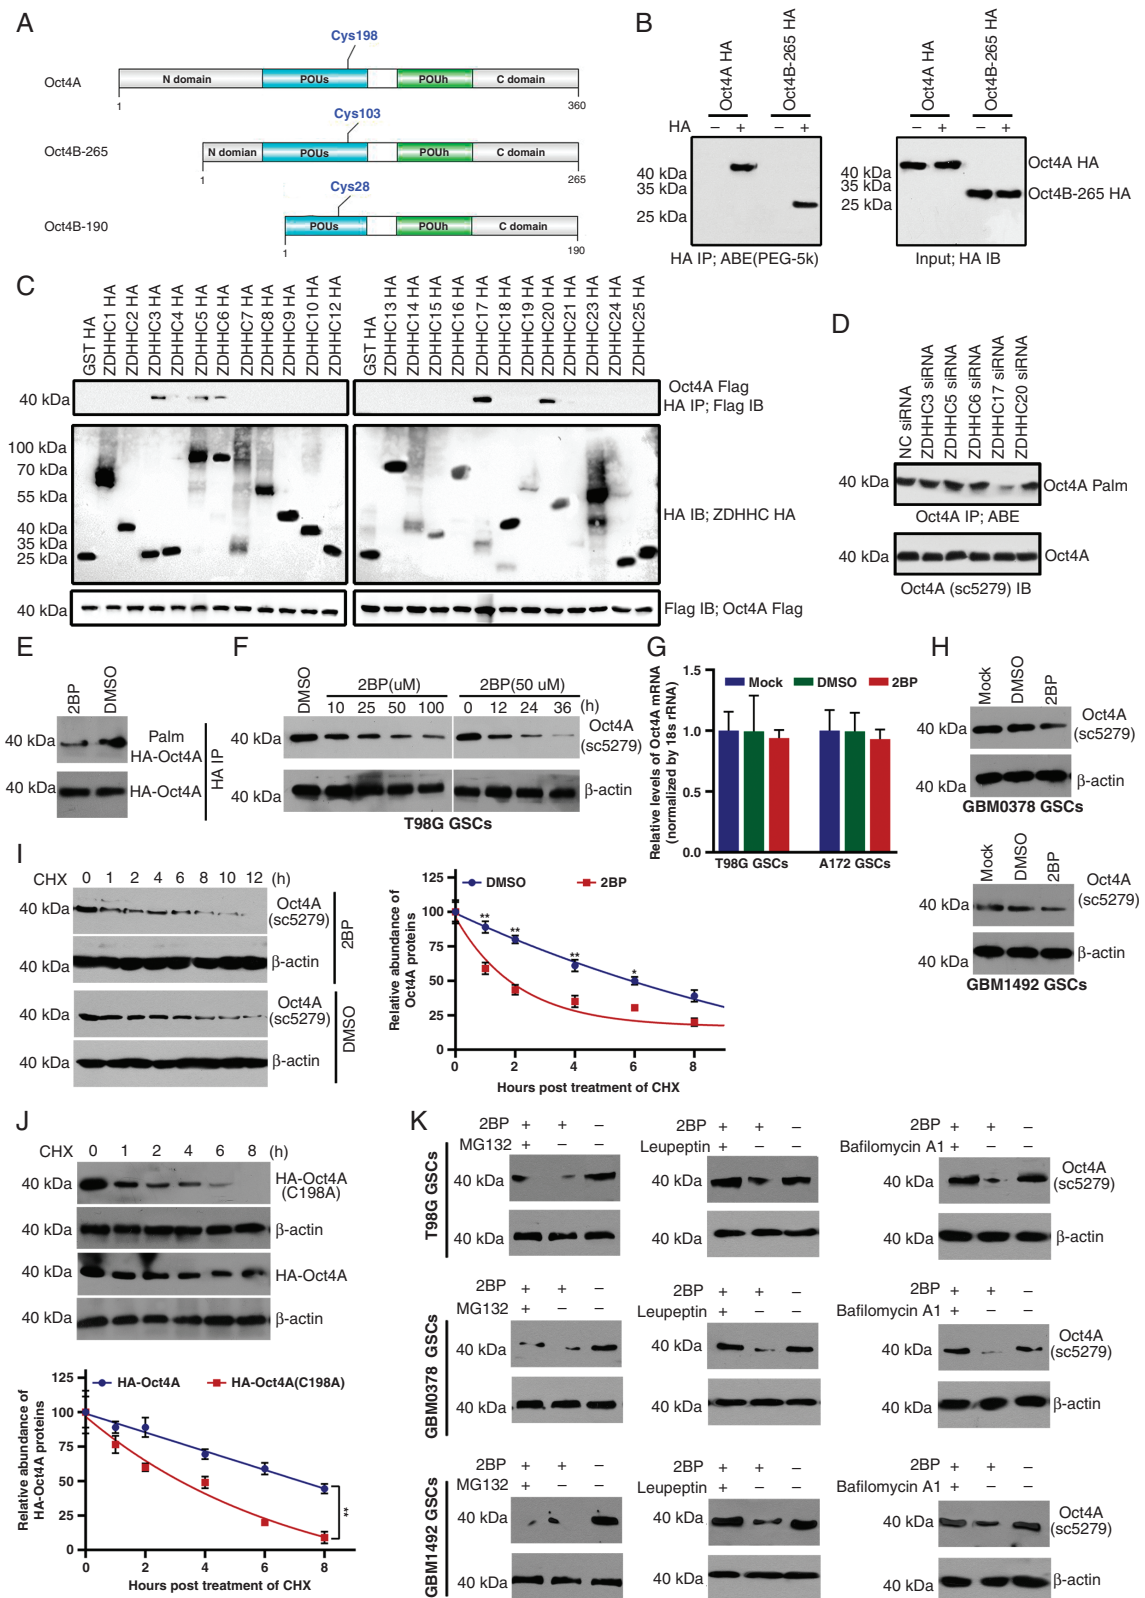 A
Cys198
Oct4A
N domain POUs POUh C domain
1 360
Cys103
Oct4B-265
N domian POUs POUh C domain
1 265
Cys28
Oct4B-190
POUs POUh C domain
1 190
B
Oct4A HA
Oct4B-265 HA
HA − + − +
40 kDa
35 kDa
25 kDa
HA IP; ABE(PEG-5k)
Oct4A HA
Oct4B-265 HA
− + − +
40 kDa
35 kDa
25 kDa
Oct4A HA
Oct4B-265 HA
Input; HA IB
C
GST HA
ZDHHC1 HA
ZDHHC2 HA
ZDHHC3 HA
ZDHHC4 HA
ZDHHC5 HA
ZDHHC6 HA
ZDHHC7 HA
ZDHHC8 HA
ZDHHC9 HA
ZDHHC10 HA
ZDHHC12 HA
GST HA
ZDHHC13 HA
ZDHHC14 HA
ZDHHC15 HA
ZDHHC16 HA
ZDHHC17 HA
ZDHHC18 HA
ZDHHC19 HA
ZDHHC20 HA
ZDHHC21 HA
ZDHHC23 HA
ZDHHC24 HA
ZDHHC25 HA
40 kDa
Oct4A Flag
HA IP; Flag IB
100 kDa
70 kDa
55 kDa
40 kDa
35 kDa
25 kDa
HA IB; ZDHHC HA
40 kDa
Flag IB; Oct4A Flag
D
NC siRNA
ZDHHC3 siRNA
ZDHHC5 siRNA
ZDHHC6 siRNA
ZDHHC17 siRNA
ZDHHC20 siRNA
40 kDa Oct4A Palm
Oct4A IP; ABE
40 kDa Oct4A
Oct4A (sc5279) IB
E
2BP
DMSO
40 kDa
Palm
HA-Oct4A
40 kDa HA-Oct4A
HA IP
F
DMSO
2BP(uM) 2BP(50 uM)
10 25 50 100 0 12 24 36 (h)
40 kDa
Oct4A
(sc5279)
40 kDa β-actin
T98G GSCs
G
Relative levels of Oct4A mRNA
(normalized by 18s rRNA)
1.5
1.0
0.5
0.0
Mock DMSO 2BP
T98G GSCs A172 GSCs
H
Mock
DMSO
2BP
40 kDa
Oct4A
(sc5279)
40 kDa β-actin
GBM0378 GSCs
Mock
DMSO
2BP
40 kDa
Oct4A
(sc5279)
40 kDa β-actin
GBM1492 GSCs
I
CHX 0 1 2 4 6 8 10 12 (h)
40 kDa
Oct4A
(sc5279)
40 kDa β-actin
2BP
40 kDa
Oct4A
(sc5279)
40 kDa β-actin
DMSO
Relative abundance of
Oct4A proteins
125
100
75
50
25
0
DMSO 2BP
**
**
**
*
0 2 4 6 8
Hours post treatment of CHX
J
CHX 0 1 2 4 6 8 (h)
40 kDa
HA-Oct4A
(C198A)
40 kDa β-actin
40 kDa HA-Oct4A
40 kDa β-actin
Relative abundance of
HA-Oct4A proteins
125
100
75
50
25
0
HA-Oct4A HA-Oct4A(C198A)
**
0 2 4 6 8
Hours post treatment of CHX
K
T98G GSCs
2BP + + −
MG132 + − −
40 kDa
40 kDa
2BP + + −
Leupeptin + − −
40 kDa
40 kDa
2BP + + −
Bafilomycin A1 + − −
40 kDa
Oct4A
(sc5279)
40 kDa β-actin
GBM0378 GSCs
2BP + + −
MG132 + − −
40 kDa
40 kDa
2BP + + −
Leupeptin + − −
40 kDa
40 kDa
2BP + + −
Bafilomycin A1 + − −
40 kDa
Oct4A
(sc5279)
40 kDa β-actin
GBM1492 GSCs
2BP + + −
MG132 + − −
40 kDa
40 kDa
2BP + + −
Leupeptin + − −
40 kDa
40 kDa
2BP + + −
Bafilomycin A1 + − −
40 kDa
Oct4A
(sc5279)
40 kDa β-actin